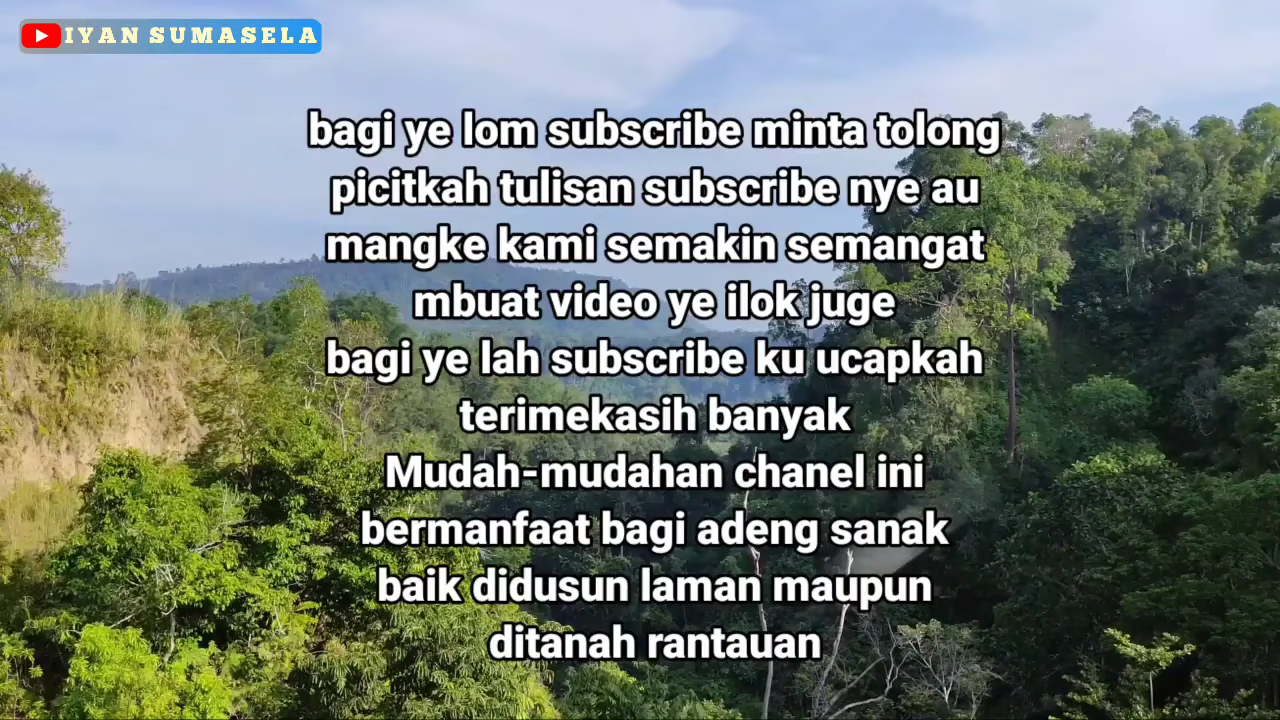 IYAN SUMASELA
bagi ye lom subscribe minta tolong
picitkah tulisan subscribe nye au
mangke kami semakin semangat
mbuat video ye ilok juge
bagi ye lah subscribe ku ucapkah
terimekasih banyak
Mudah-mudahan chanel ini
bermanfaat bagi adeng sanak
baik didusun laman maupun
ditanah rantauan